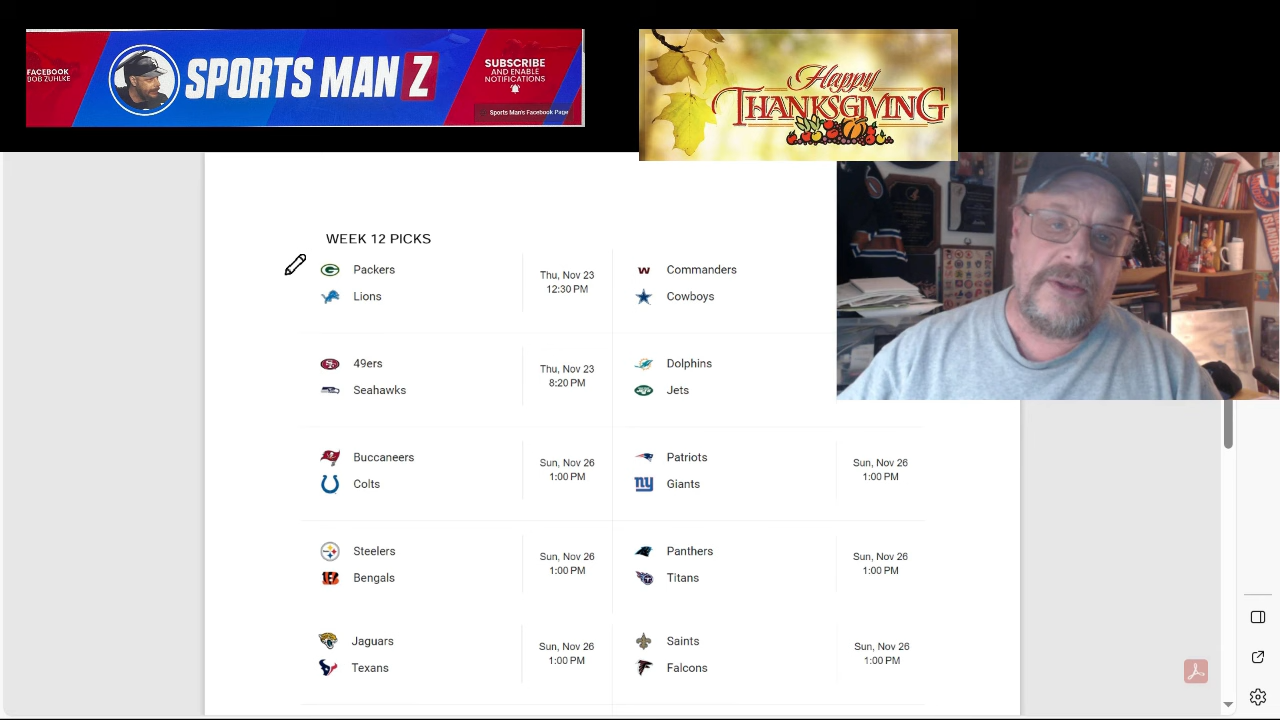 FACEBOOK
BOB ZUHLKE
SPORTS MAN Z
SUBSCRIBE
AND ENABLE
NOTIFICATIONS
Sports Man's Facebook Page
Happy
THANKSGIVING
WEEK 12 PICKS
Packers
Lions
Thu, Nov 23
12:30 PM
Commanders
Cowboys
49ers
Seahawks
Thu, Nov 23
8:20 PM
Dolphins
Jets
Buccaneers
Colts
Sun, Nov 26
1:00 PM
Patriots
Giants
Sun, Nov 26
1:00 PM
Steelers
Bengals
Sun, Nov 26
1:00 PM
Panthers
Titans
Sun, Nov 26
1:00 PM
Jaguars
Texans
Sun, Nov 26
1:00 PM
Saints
Falcons
Sun, Nov 26
1:00 PM